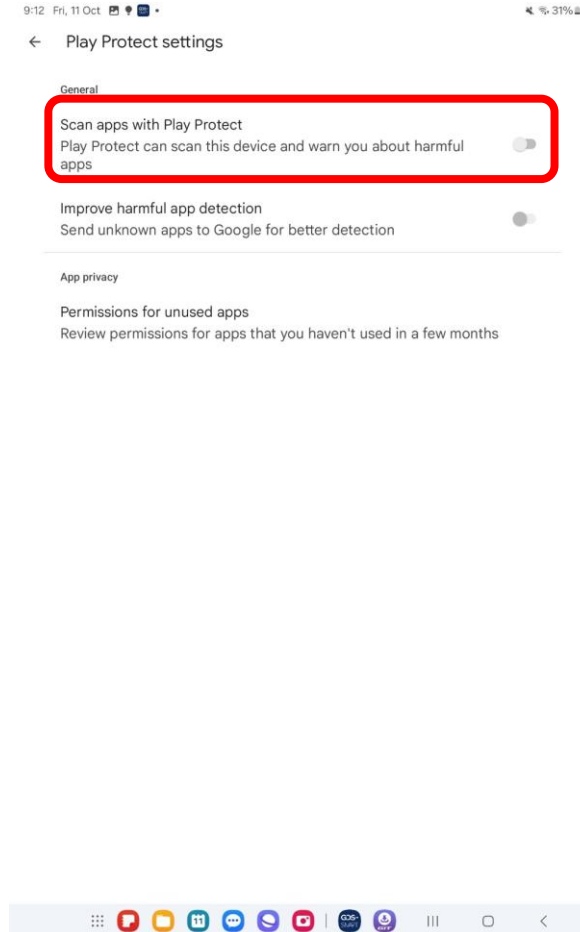 9:12 Fri, 11 Oct 31%
Play Protect settings
General
Scan apps with Play Protect
Play Protect can scan this device and warn you about harmful
apps
Improve harmful app detection
Send unknown apps to Google for better detection
App privacy
Permissions for unused apps
Review permissions for apps that you haven't used in a few months
11